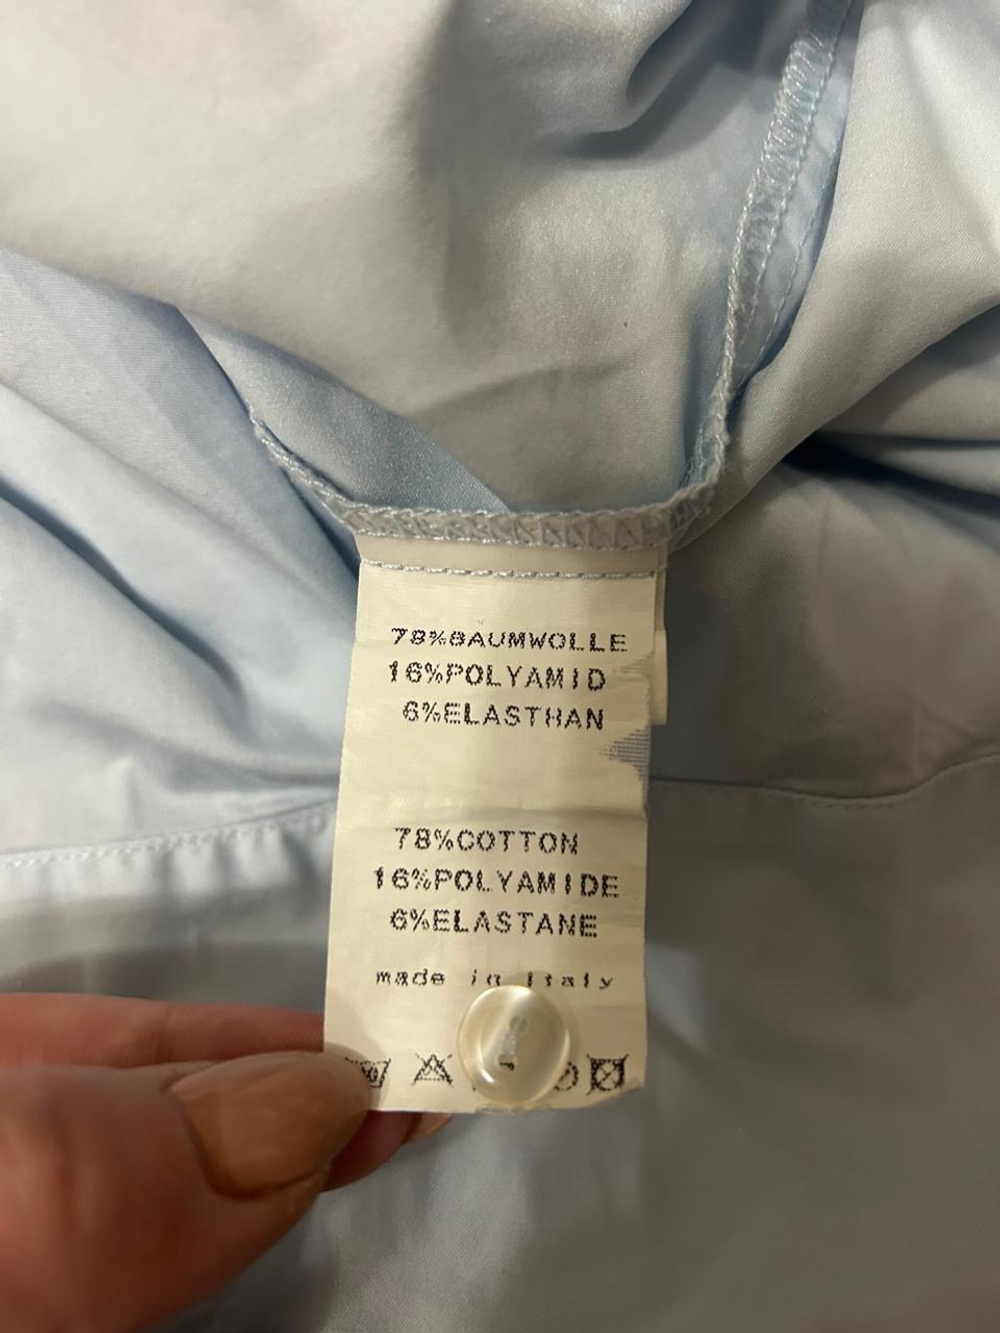 78%BAUMWOLLE
16%POLYAMID
6%ELASTHAN
78%COTTON
16%POLYAMIDE
6%ELASTANE
made in Italy